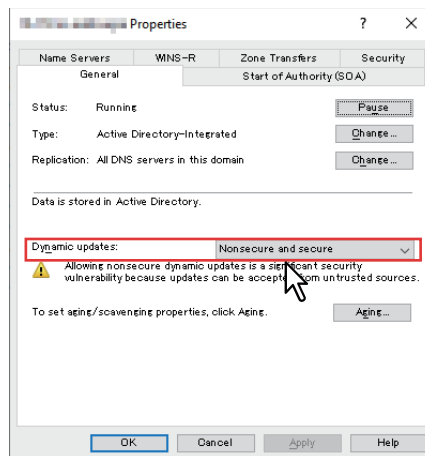 Properties
?
Name Servers WINS-R Zone Transfers Security
General Start of Authority (SOA)
Status: Running Pause
Type: Active Directory-Integrated Change...
Replication: All DNS servers in this domain Change...
Data is stored in Active Directory.
Dynamic updates: Nonsecure and secure
Allowing nonsecure dynamic updates is a significant security
vulnerability because updates can be accepted from untrusted sources.
To set aging/scavenging properties, click Aging. Aging...
OK Cancel Apply Help